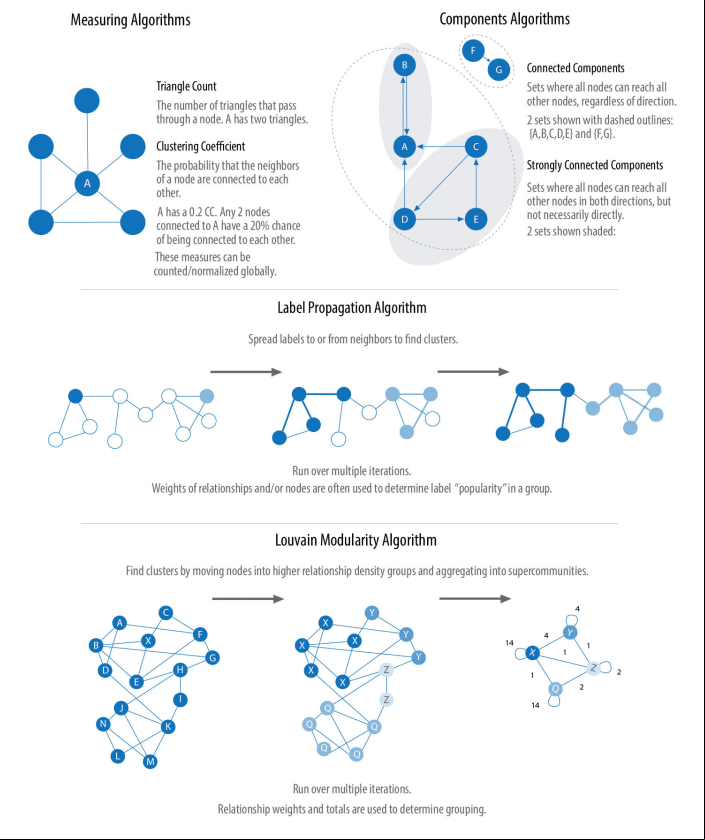 Measuring Algorithms
A
Triangle Count
The number of triangles that pass
through a node. A has two triangles.
Clustering Coefficient
The probability that the neighbors
of a node are connected to each
other.
A has a 0.2 CC. Any 2 nodes
connected to A have a 20% chance
of being connected to each other.
These measures can be
counted/normalized globally.
Components Algorithms
F
G
B
A
C
D
E
Connected Components
Sets where all nodes can reach all
other nodes, regardless of direction.
2 sets shown with dashed outlines:
{A,B,C,D,E} and {F,G}.
Strongly Connected Components
Sets where all nodes can reach all
other nodes in both directions, but
not necessarily directly.
2 sets shown shaded:
Label Propagation Algorithm
Spread labels to or from neighbors to find clusters.
Run over multiple iterations.
Weights of relationships and/or nodes are often used to determine label "popularity" in a group.
Louvain Modularity Algorithm
Find clusters by moving nodes into higher relationship density groups and aggregating into supercommunities.
C
A
F
B
X
G
D
H
E
I
J
N
K
L
M
Y
X
Y
X
X
Y
X
Z
X
Z
Q
Q
Q
Q
Q
4
Y
14
4
1
X
1
Z
2
1
Q
2
14
Run over multiple iterations.
Relationship weights and totals are used to determine grouping.